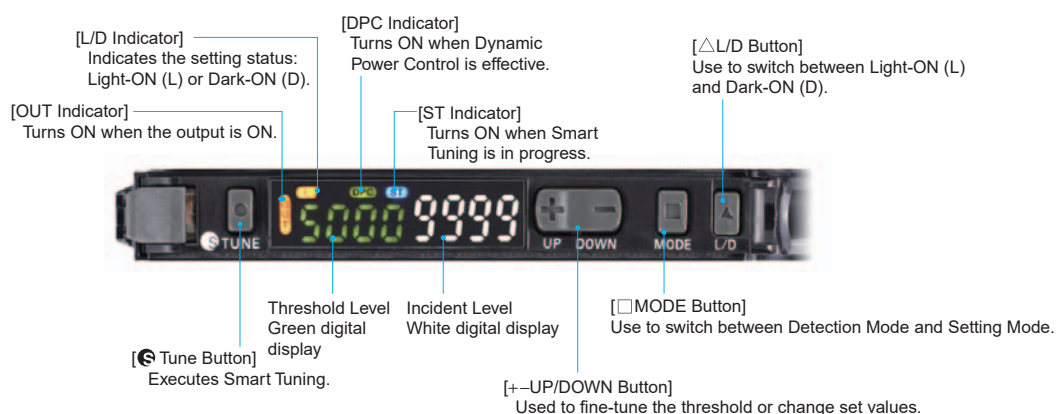 [DPC Indicator]
Turns ON when Dynamic
Power Control is effective.
[L/D Indicator]
Indicates the setting status:
Light-ON (L) or Dark-ON (D).
[△L/D Button]
Use to switch between Light-ON (L)
and Dark-ON (D).
[OUT Indicator]
Turns ON when the output is ON.
[ST Indicator]
Turns ON when Smart
Tuning is in progress.
DPC ST
5000 9999
S TUNE
+ −
UP DOWN
MODE
L/D
Threshold Level
Green digital
display
Incident Level
White digital display
[□MODE Button]
Use to switch between Detection Mode and Setting Mode.
[S Tune Button]
Executes Smart Tuning.
[+−UP/DOWN Button]
Used to fine-tune the threshold or change set values.